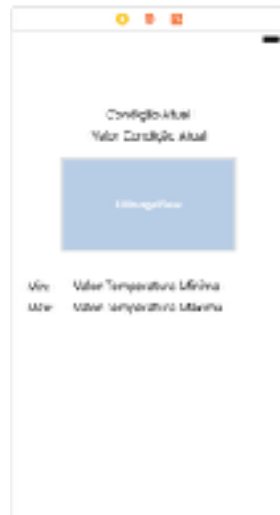 Condição Atual
Valor Condição Atual
UIImageView
Min:
Valor Temperatura Mínima
Máx:
Valor Temperatura Máxima